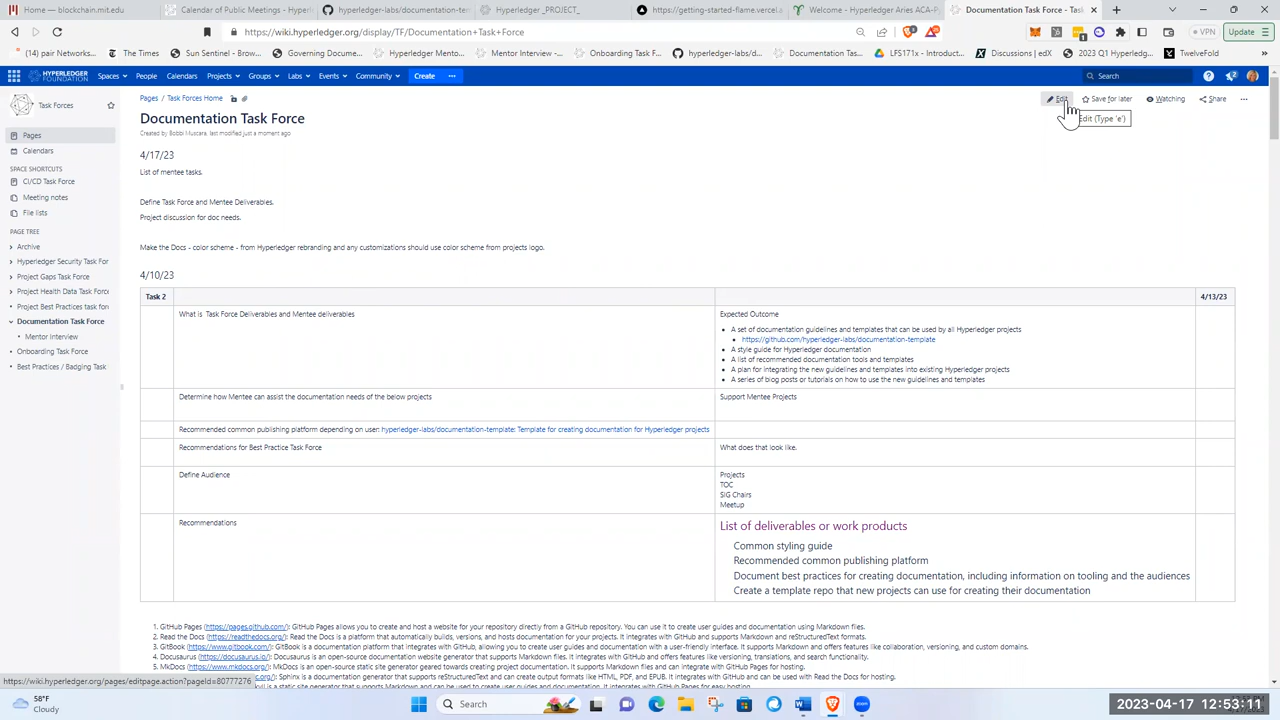 Home — blockchain.mit.edu
Calendar of Public Meetings - Hyperl
hyperledger-labs/documentation-ter
Hyperledger _PROJECT_
https://getting-started-flame.vercel.a
Welcome - Hyperledger Aries ACA-P
Documentation Task Force - Tas
https://wiki.hyperledger.org/display/TF/Documentation+Task+Force
VPN
Update
(14) pair Networks...
The Tech
Sun Sentinel - Bro...
Governing Docume...
Hyperledger Mento...
Mentor Interview -...
Onboarding Task F...
hyperledger-labs/d...
Documentation Tas...
LFS171x - Introduct...
Discussions | edX
2023 Q1 Hyperledg...
TwelveFold
HYPERLEDGER
FOUNDATION
Spaces
People
Calendars
Projects
Groups
Labs
Events
Community
Create
Search
Task Forces
Pages
Calendars
SPACE SHORTCUTS
CI/CD Task Force
Meeting notes
File lists
PAGE TREE
Archive
Hyperledger Security Task For
Project Gaps Task Force
Project Health Data Task Force
Project Best Practices task for
Documentation Task Force
Mentor Interview
Onboarding Task Force
Best Practices / Badging Task
Pages / Task Forces Home
Edit
Save for later
Watching
Share
Edit (Type 'e')
Documentation Task Force
Created by Bobbi Muscara, last modified just a moment ago
4/17/23
List of mentee tasks.
Define Task Force and Mentee Deliverables.
Project discussion for doc needs.
Make the Docs - color scheme - from Hyperledger rebranding and any customizations should use color scheme from projects logo.
4/10/23
Task 2
4/13/23
What is Task Force Deliverables and Mentee deliverables
Expected Outcome
A set of documentation guidelines and templates that can be used by all Hyperledger projects
https://github.com/hyperledger-labs/documentation-template
A style guide for Hyperledger documentation
A list of recommended documentation tools and templates
A plan for integrating the new guidelines and templates into existing Hyperledger projects
A series of blog posts or tutorials on how to use the new guidelines and templates
Determine how Mentee can assist the documentation needs of the below projects
Support Mentee Projects
Recommended common publishing platform depending on user: hyperledger-labs/documentation-template: Template for creating documentation for Hyperledger projects
Recommendations for Best Practice Task Force
What does that look like.
Define Audience
Projects
TOC
SIG Chairs
Meetup
Recommendations
List of deliverables or work products
Common styling guide
Recommended common publishing platform
Document best practices for creating documentation, including information on tooling and the audiences
Create a template repo that new projects can use for creating their documentation
1. GitHub Pages (https://pages.github.com/): GitHub Pages allows you to create and host a website for your repository directly from a GitHub repository. You can use it to create user guides and documentation using Markdown files.
2. Read the Docs (https://readthedocs.org/): Read the Docs is a platform that automatically builds, versions, and hosts documentation for your projects. It integrates with GitHub and supports Markdown and reStructuredText formats.
3. GitBook (https://www.gitbook.com/): GitBook is a documentation platform that integrates with GitHub, allowing you to create user guides and documentation with a user-friendly interface. It supports Markdown and offers features like collaboration, versioning, and custom domains.
4. Docusaurus (https://docusaurus.io/): Docusaurus is an open-source documentation website generator that supports Markdown files. It integrates with GitHub and offers features like versioning, translations, and search functionality.
5. MkDocs (https://www.mkdocs.org/): MkDocs is an open-source static site generator geared towards creating project documentation. It supports Markdown files and can integrate with GitHub Pages for hosting.
Sphinx is a documentation generator that supports reStructuredText and can create output formats like HTML, PDF, and EPUB. It integrates with GitHub and can be used with Read the Docs for hosting.
https://wiki.hyperledger.org/pages/editpage.action?pageId=80777276
58°F
Cloudy
Search
2023-04-17 12:53:11